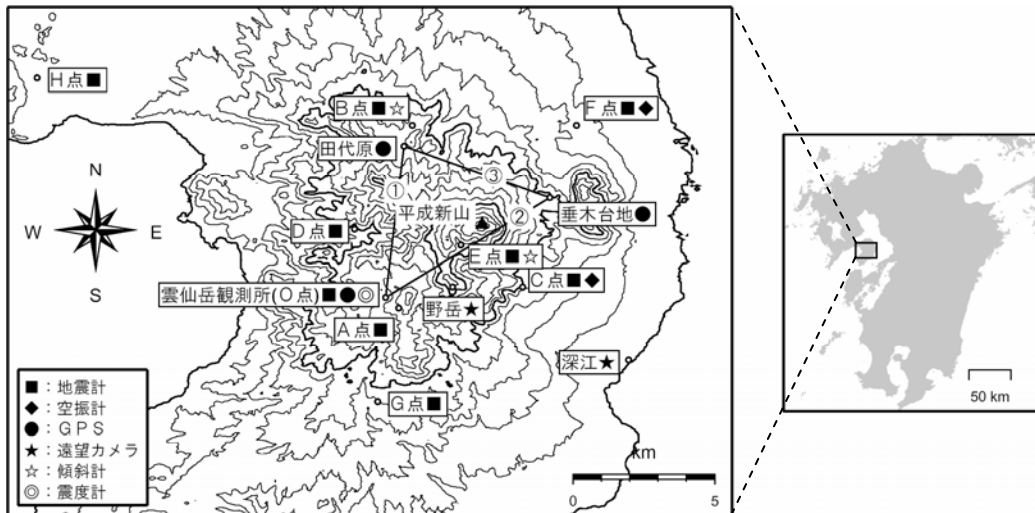 H点■
B点■☆
F点■◆
田代原●
N
W
E
S
①
③
②
平成新山
垂木台地●
D点■
E点■☆
C点■◆
雲仙岳観測所(O点)■●◎
野岳★
A点■
深江★
G点■
■：地震計
◆：空振計
●：GPS
★：遠望カメラ
☆：傾斜計
◎：震度計
km
0
5
50 km